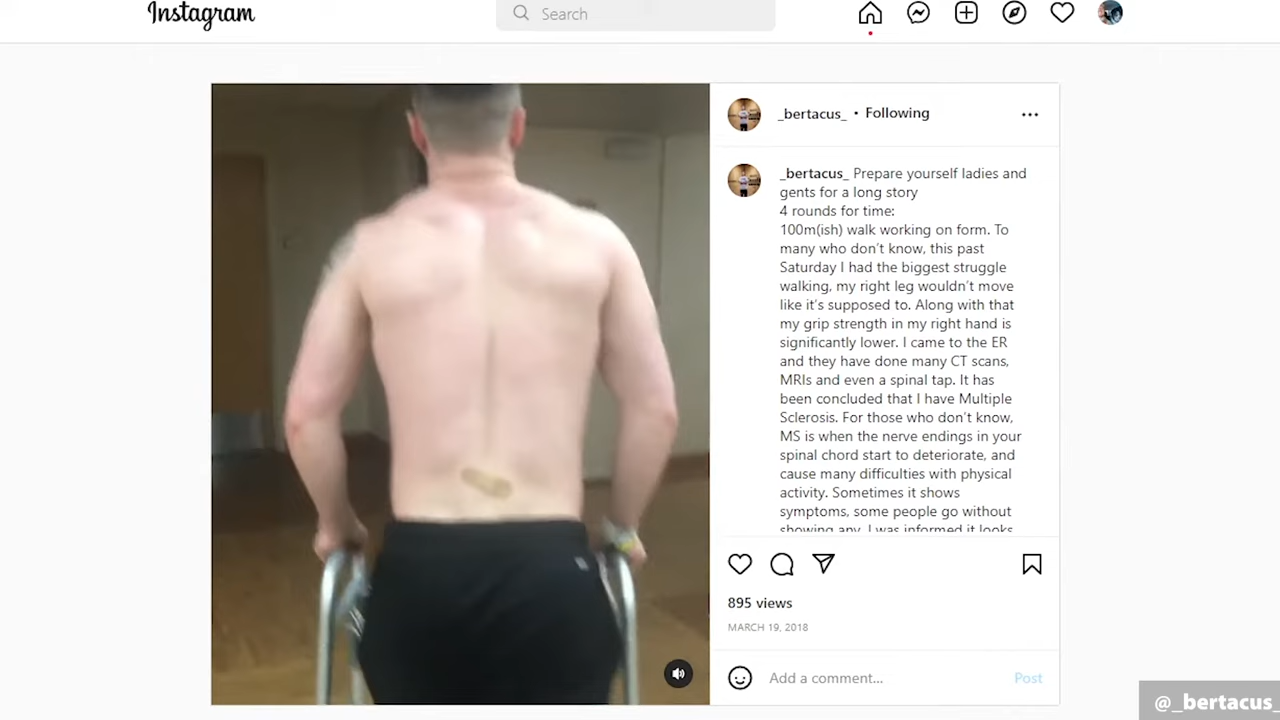 Instagram
Search
_bertacus_ • Following
_bertacus_ Prepare yourself ladies and
gents for a long story
4 rounds for time:
100m(ish) walk working on form. To
many who don't know, this past
Saturday I had the biggest struggle
walking, my right leg wouldn't move
like it's supposed to. Along with that
my grip strength in my right hand is
significantly lower. I came to the ER
and they have done many CT scans,
MRIs and even a spinal tap. It has
been concluded that I have Multiple
Sclerosis. For those who don't know,
MS is when the nerve endings in your
spinal chord start to deteriorate, and
cause many difficulties with physical
activity. Sometimes it shows
symptoms, some people go without
showing any. I was informed it looks
895 views
MARCH 19, 2018
Add a comment...
Post
@_bertacus_